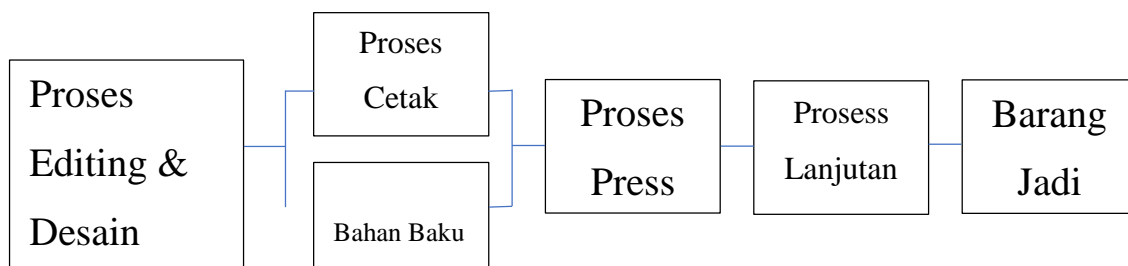 Proses
Editing &
Desain
Proses
Cetak
Bahan Baku
Proses
Press
Prosess
Lanjutan
Barang
Jadi